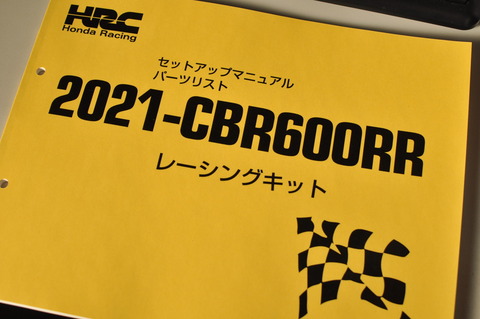 HRC
Honda Racing
セットアップマニュアル
パーツリスト
2021-CBR600RR
レーシングキット